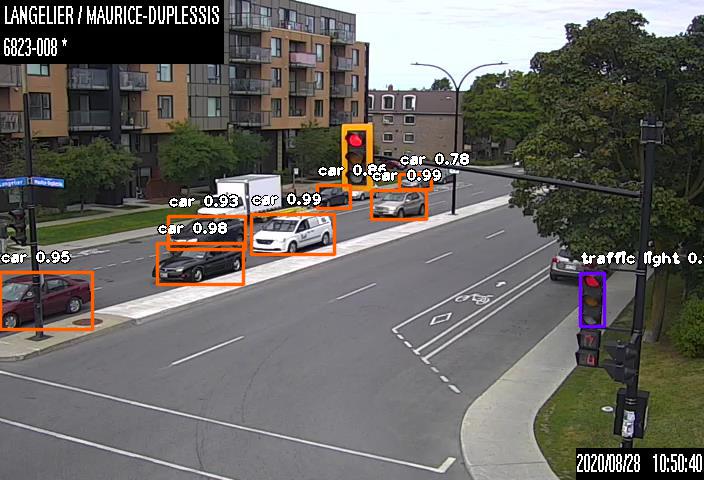 LANGELIER / MAURICE-DUPLESSIS
6823-008 *
car 0.78
car 0.86
car 0.99
car 0.93
car 0.99
car 0.98
car 0.95
traffic light 0.
Langelier
2020/08/28 10:50:40